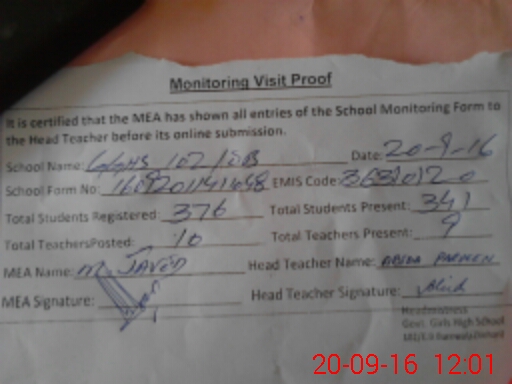 Monitoring Visit Proof
It is certified that the MEA has shown all entries of the School Monitoring Form to
the Head Teacher before its online submission.
School Name: GGHS Date: 20-9-16
School Form No: EMIS Code:
Total Students Registered: 376 Total Students Present: 341
Total TeachersPosted: 10 Total Teachers Present: 9
MEA Name: M. JAVED Head Teacher Name: ABIDA PARVEEN
MEA Signature: Head Teacher Signature:
Headmistress
Govt. Girls High School
20-09-16 12:01